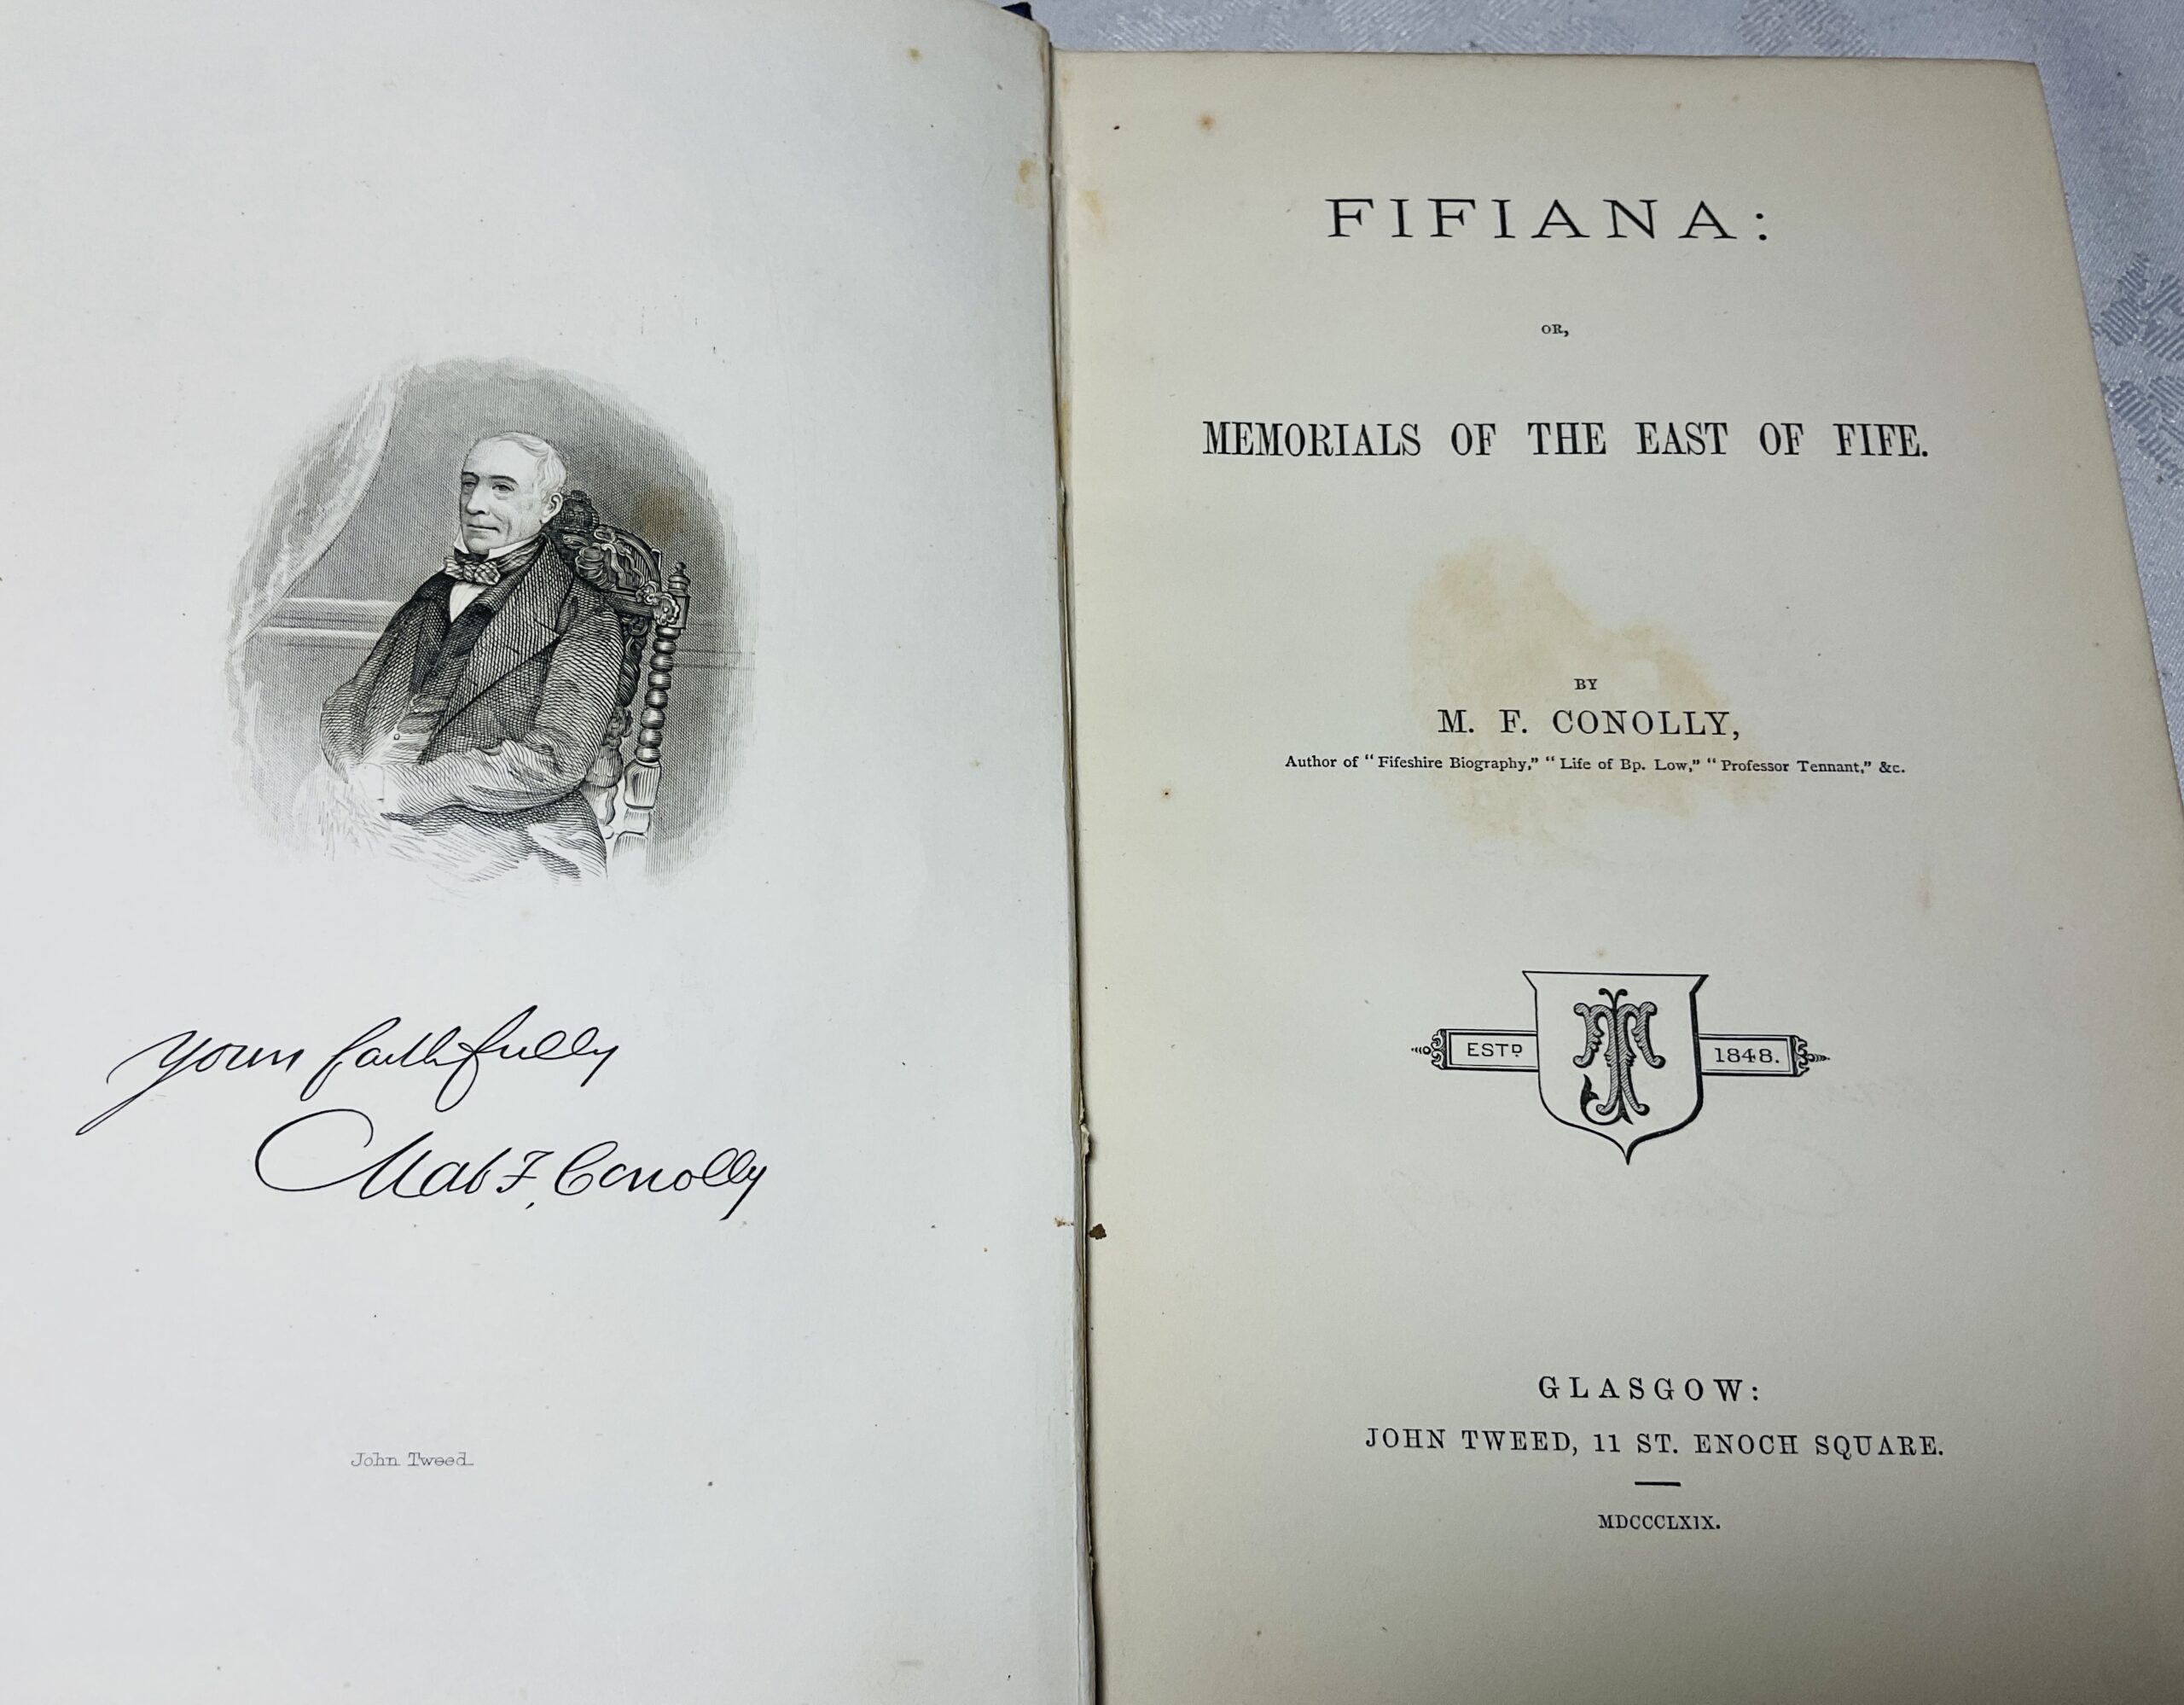 Yours faithfully
Mat F. Conolly
John Tweed.
FIFIANA:
OR,
MEMORIALS OF THE EAST OF FIFE.
BY
M. F. CONOLLY,
Author of “Fifeshire Biography,” “Life of Bp. Low,” “Professor Tennant,” &c.
ESTD JT 1848.
GLASGOW:
JOHN TWEED, 11 ST. ENOCH SQUARE.
MDCCCLXIX.